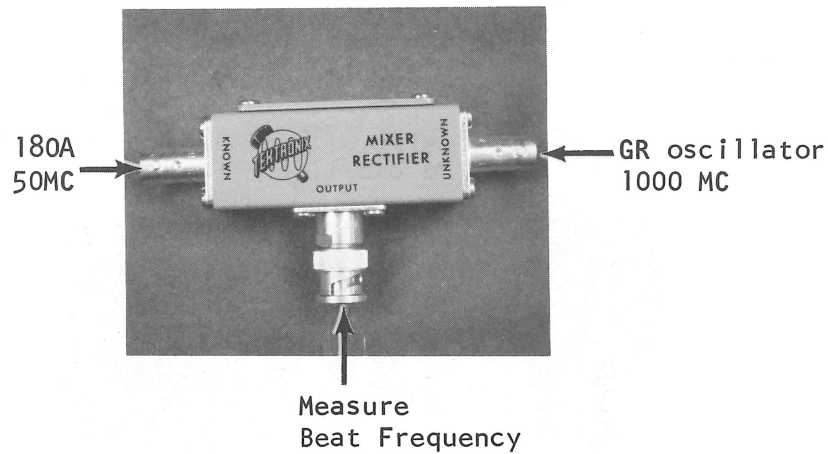 180A
50MC
KNOWN
TEKTRONIX
MIXER
RECTIFIER
UNKNOWN
OUTPUT
GR oscillator
1000 MC
Measure
Beat Frequency